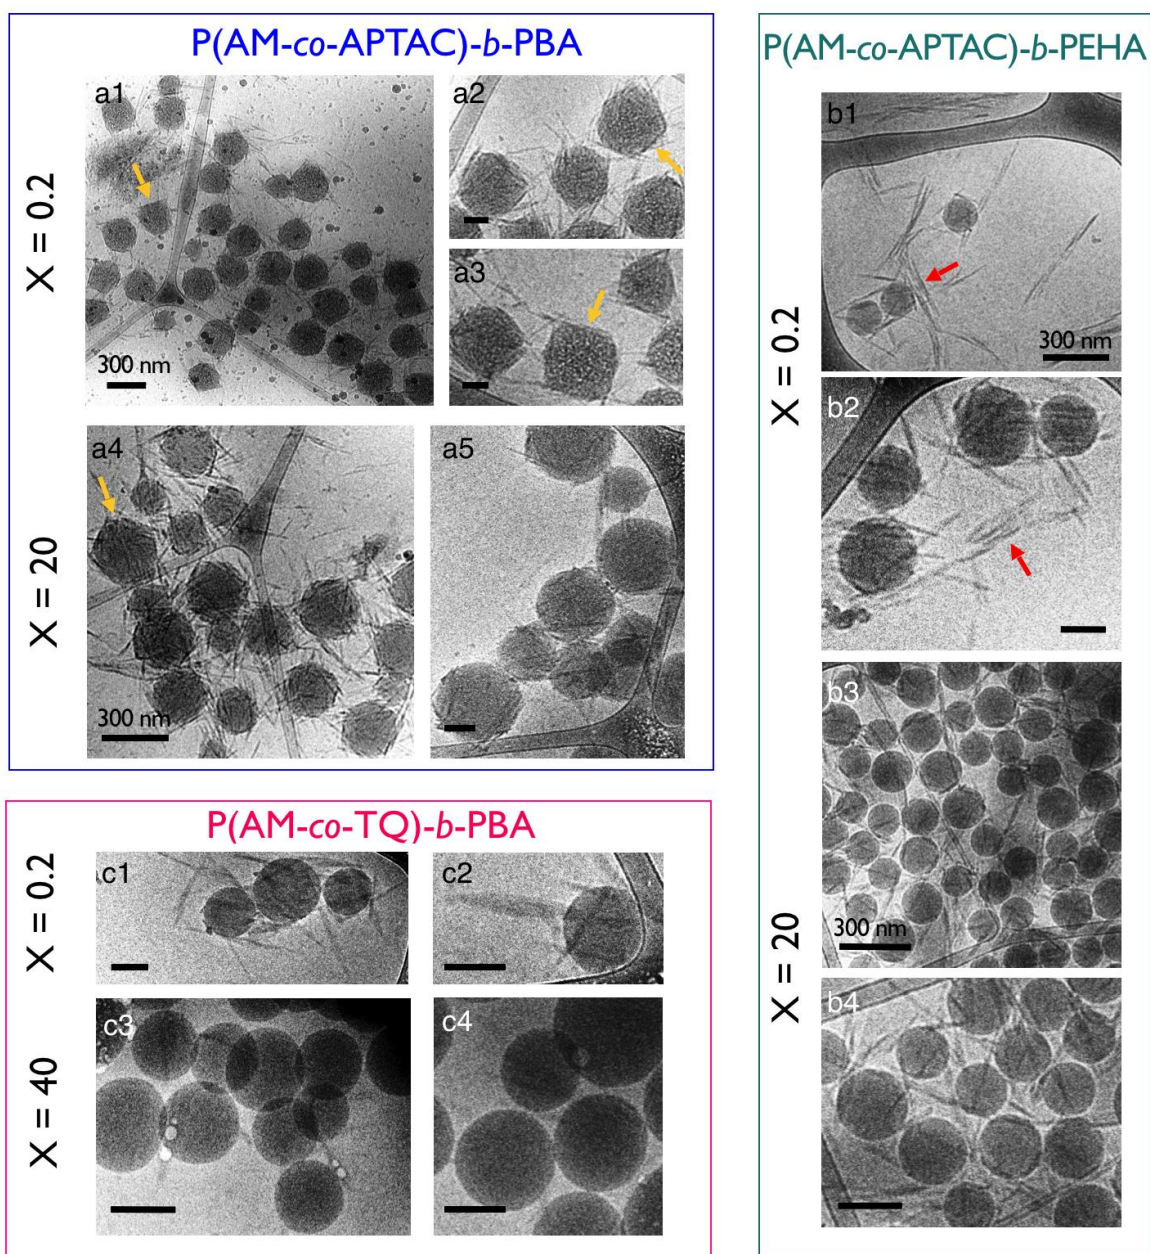 P(AM-co-APTAC)-b-PBA
X = 0.2
a1
300 nm
a2
a3
X = 20
a4
300 nm
a5
P(AM-co-TQ)-b-PBA
X = 0.2
c1
c2
X = 40
c3
c4
P(AM-co-APTAC)-b-PEHA
X = 0.2
b1
300 nm
b2
X = 20
b3
300 nm
b4